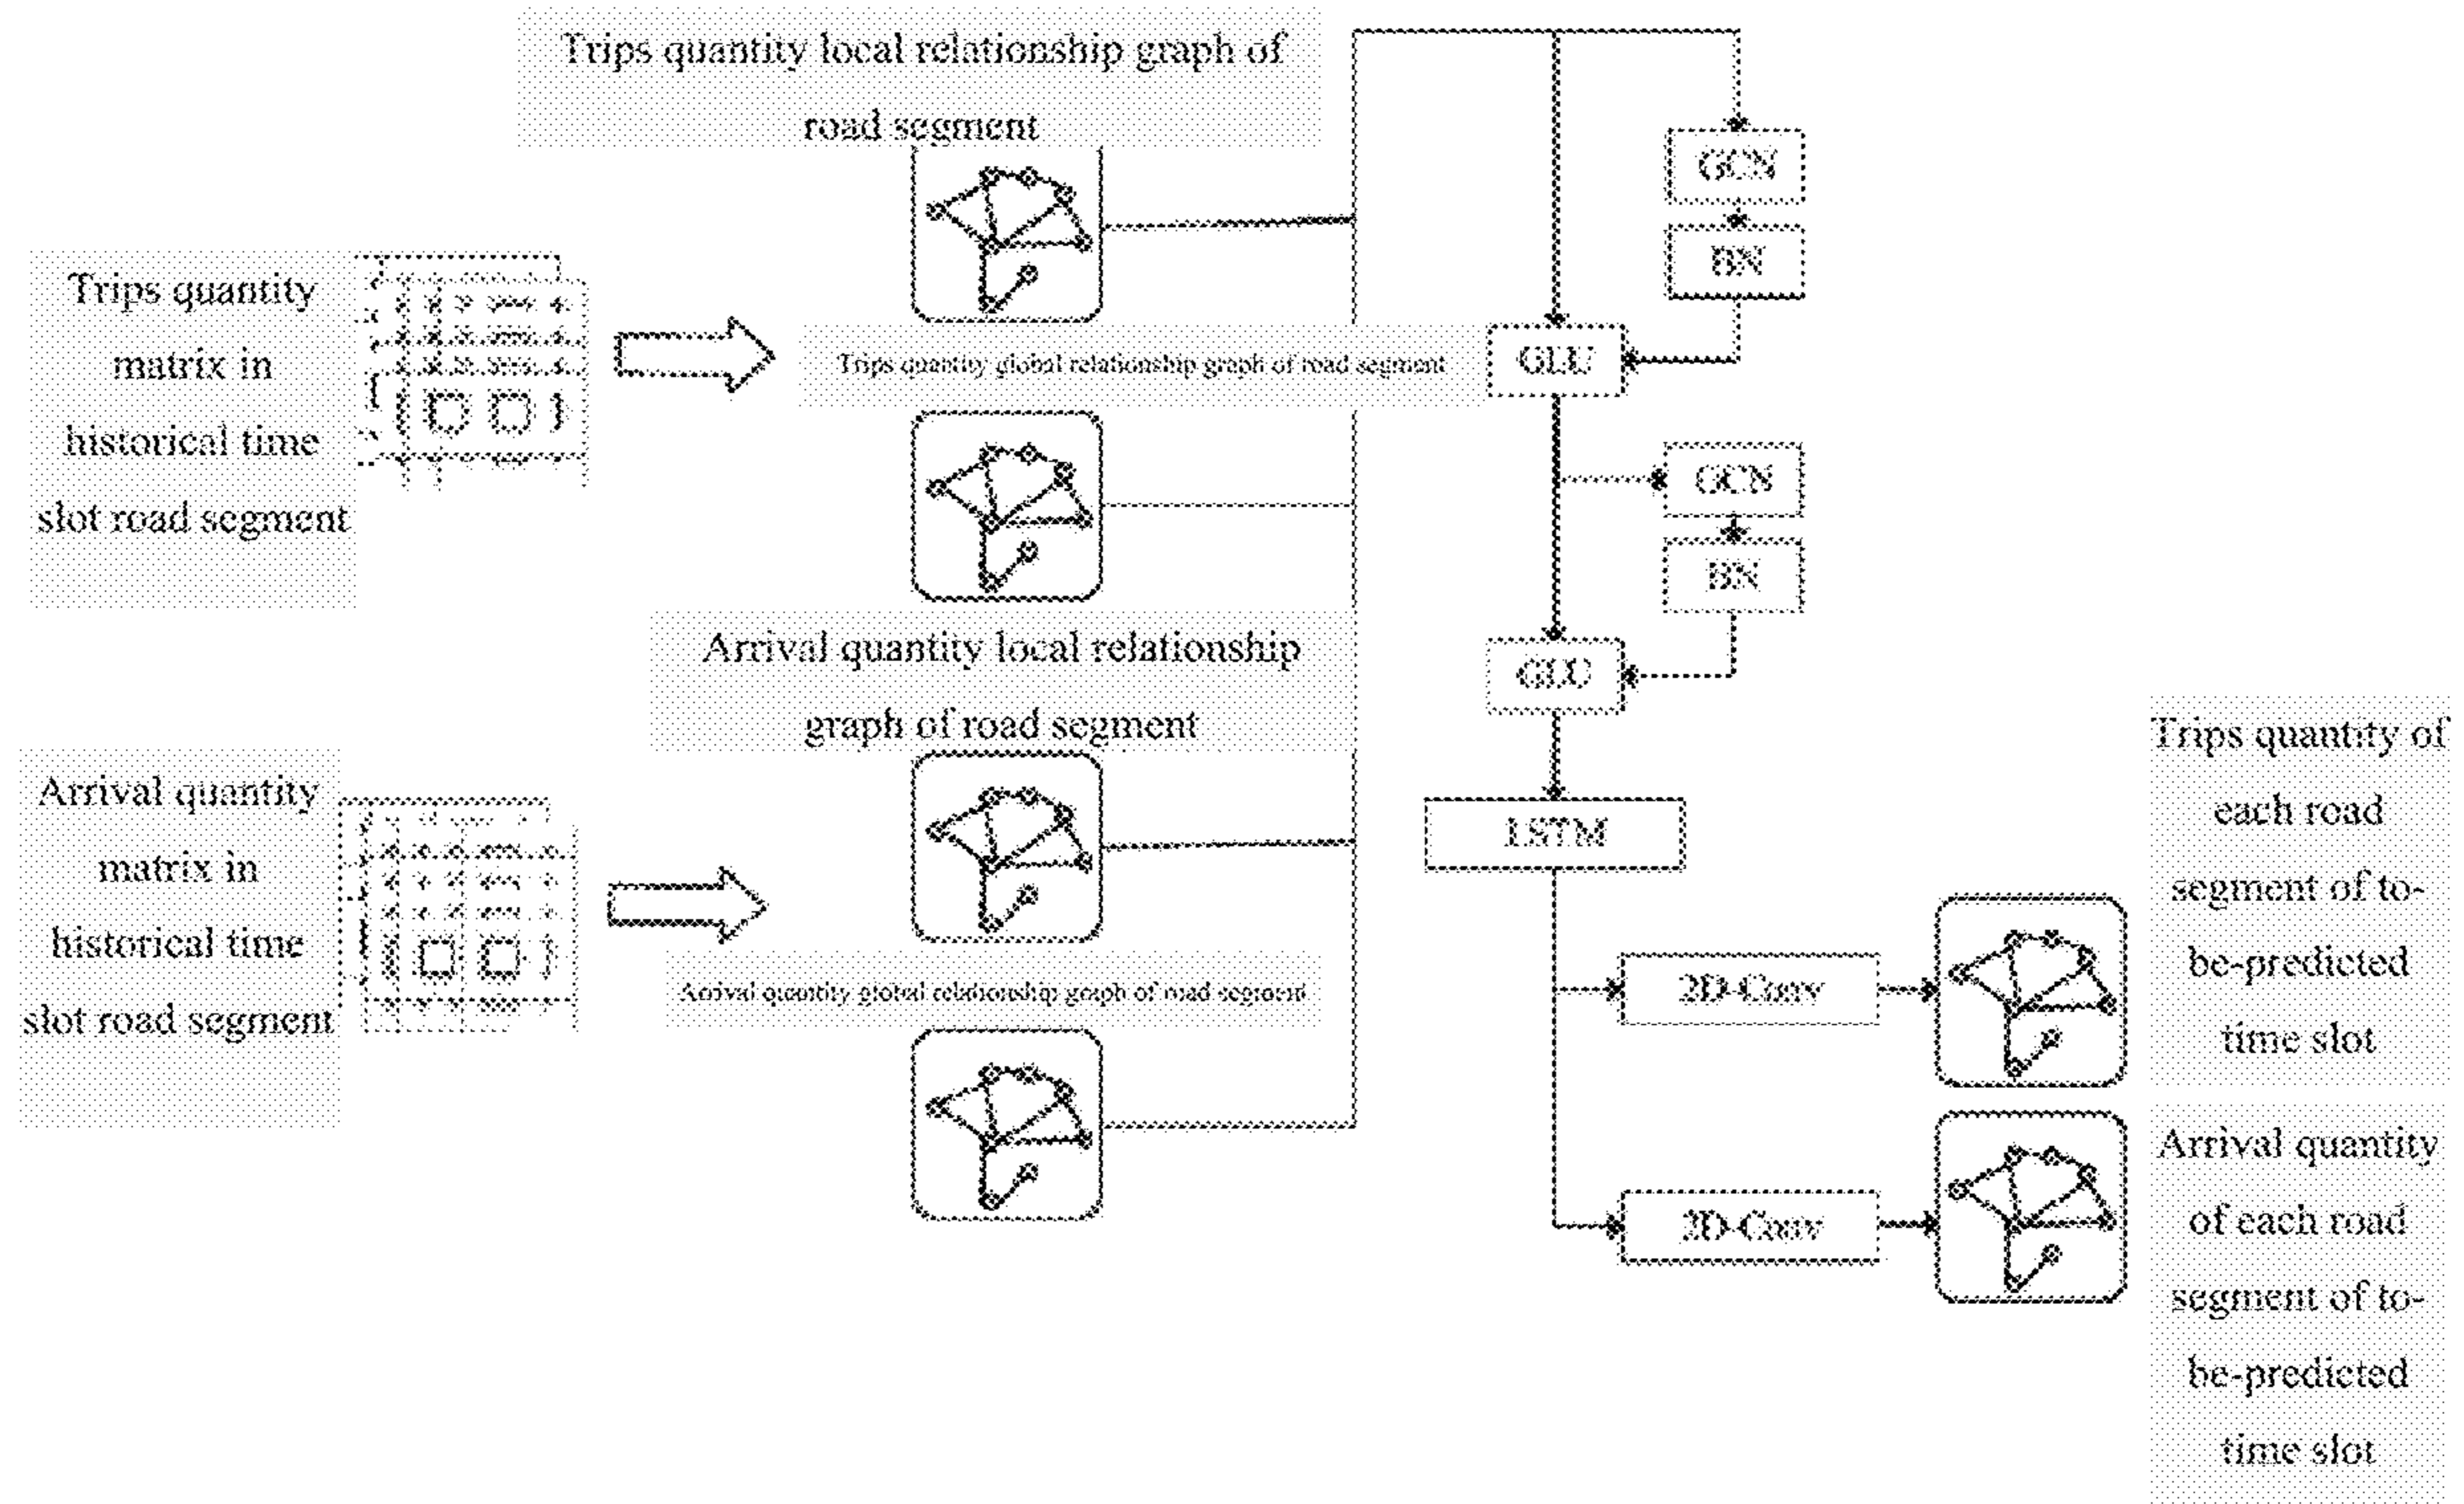 Trips quantity local relationship graph of
road segment
Trips quantity
matrix in
historical time
slot road segment
Trips quantity global relationship graph of road segment
Arrival quantity local relationship
graph of road segment
Arrival quantity
matrix in
historical time
slot road segment
Arrival quantity global relationship graph of road segment
GCN
BN
GLU
GCN
BN
GLU
LSTM
2D-Conv
2D-Conv
Trips quantity of
each road
segment of to-
be-predicted
time slot
Arrival quantity
of each road
segment of to-
be-predicted
time slot